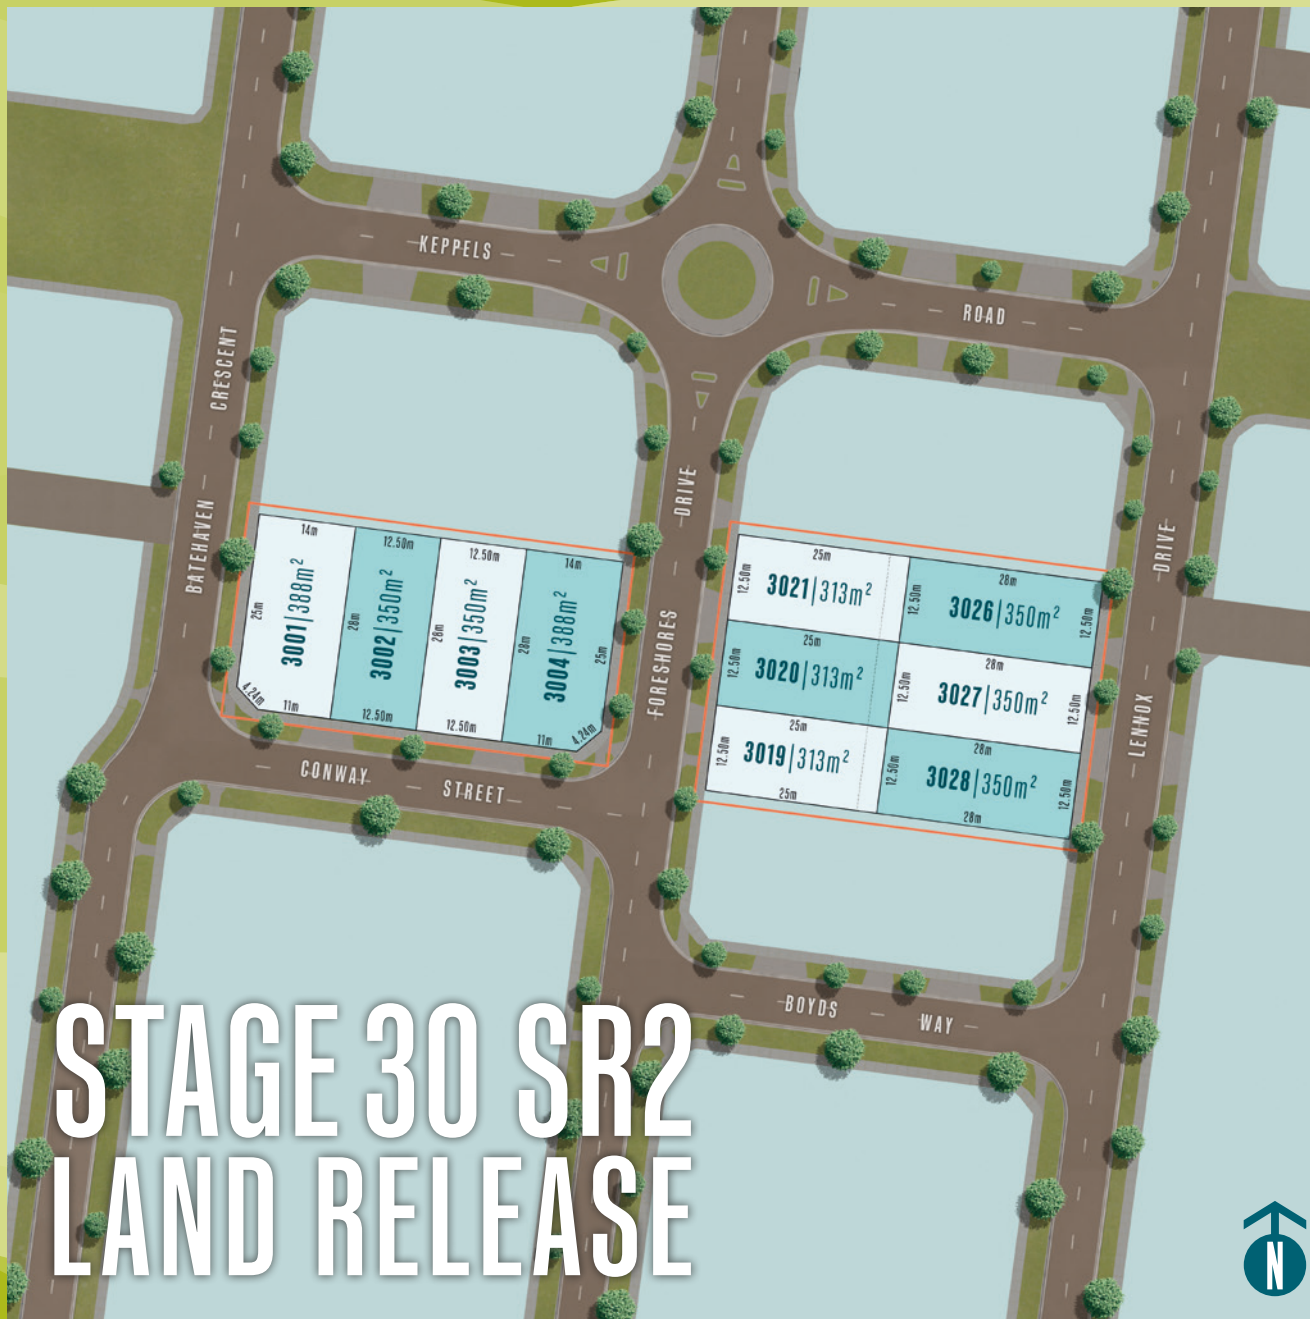 KEPPELS
ROAD
CRESCENT
BATEHAVEN
DRIVE
FORESHORES
DRIVE
LENNOX
14m
25m
3001|388m²
4.24m
11m
12.50m
28m
3002|350m²
12.50m
12.50m
28m
3003|350m²
12.50m
14m
28m
3004|388m²
25m
11m
4.24m
25m
12.50m
3021|313m²
25m
12.50m
3020|313m²
25m
12.50m
3019|313m²
25m
28m
12.50m
3026|350m²
12.50m
28m
12.50m
3027|350m²
12.50m
28m
12.50m
3028|350m²
12.50m
28m
CONWAY STREET
BOYDS WAY
STAGE 30 SR2
LAND RELEASE
N